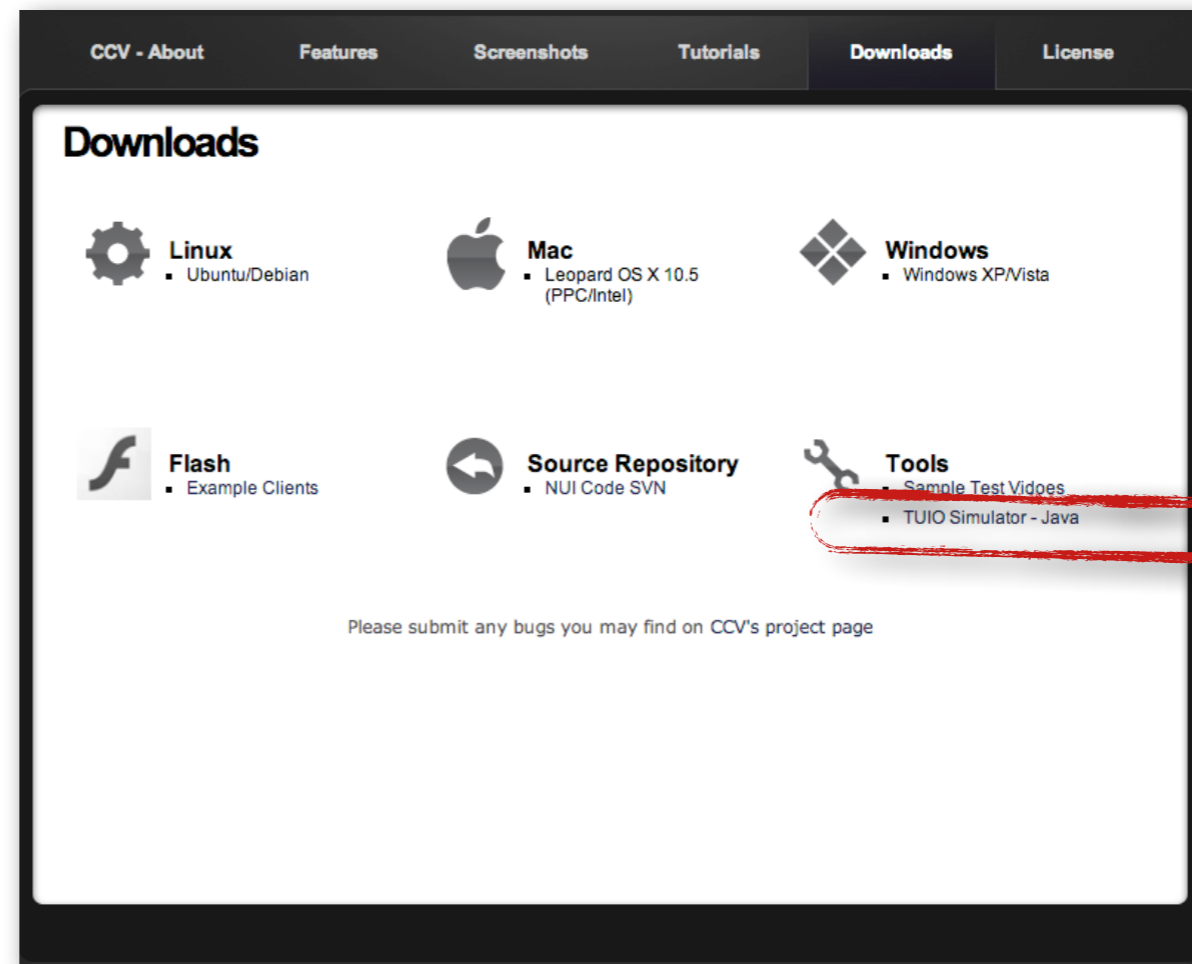 CCV - About Features Screenshots Tutorials Downloads License
Downloads
Linux
Ubuntu/Debian
Mac
Leopard OS X 10.5
(PPC/Intel)
Windows
Windows XP/Vista
Flash
Example Clients
Source Repository
NUI Code SVN
Tools
Sample Test Vidoes
TUIO Simulator - Java
Please submit any bugs you may find on CCV's project page